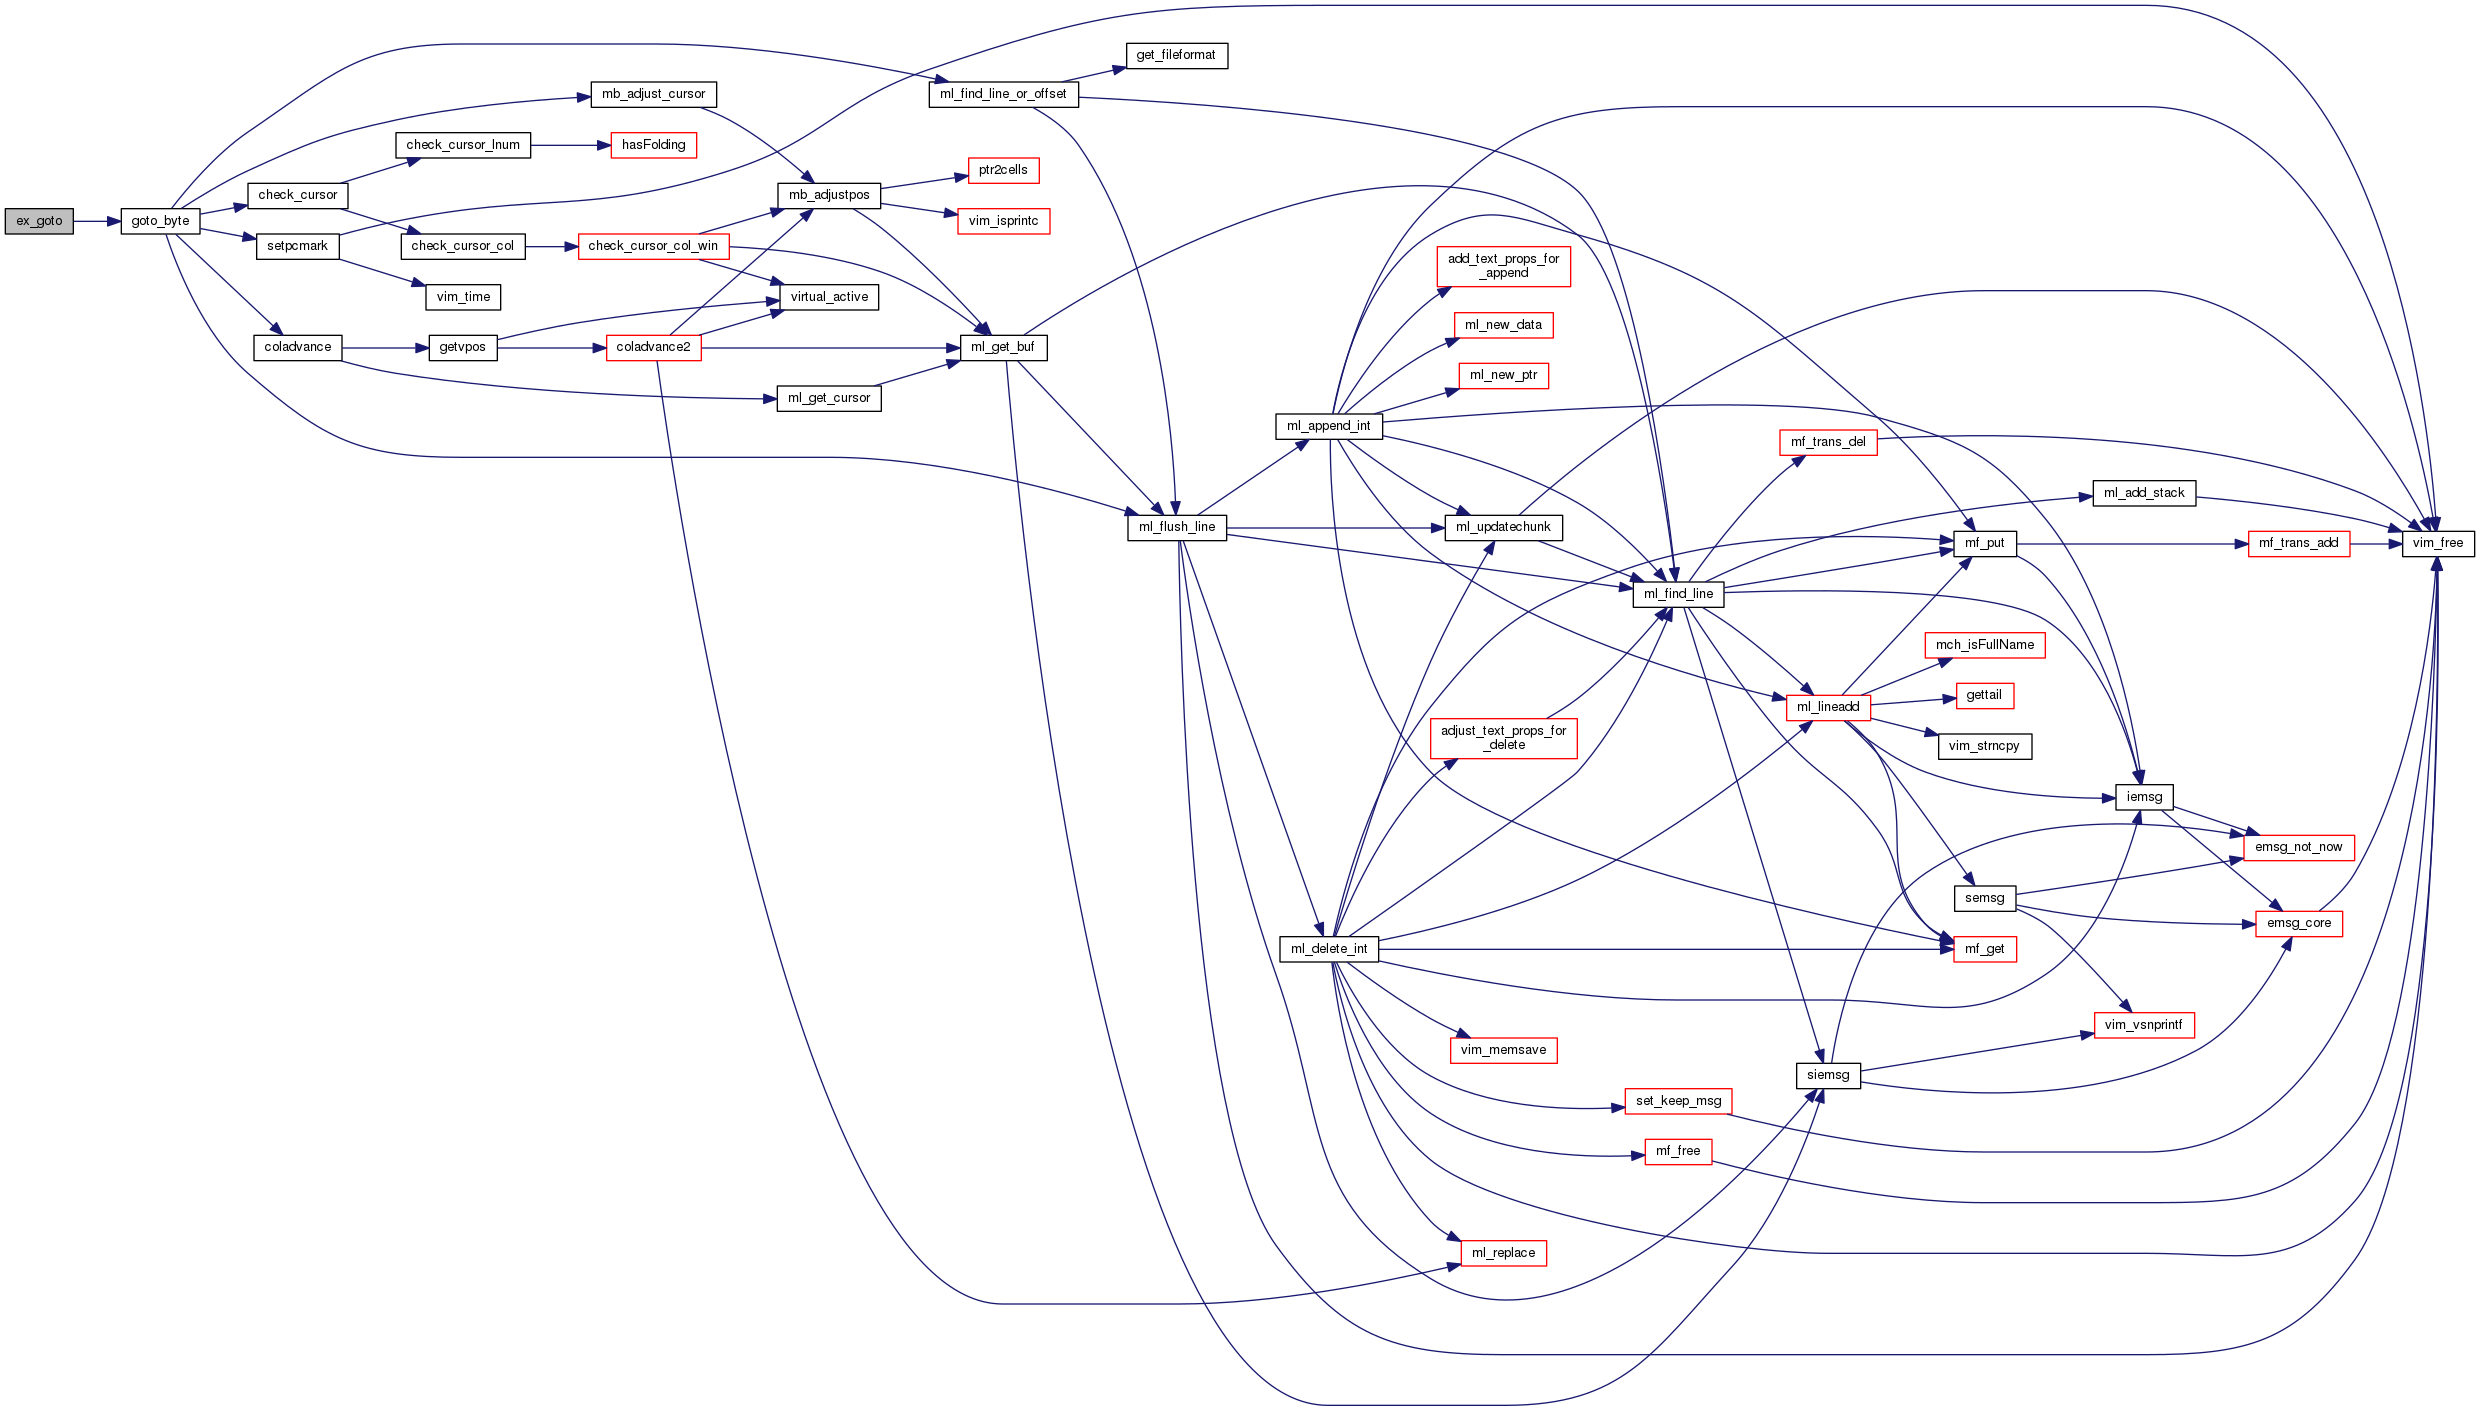 get_fileformat
mb_adjust_cursor
ml_find_line_or_offset
check_cursor_lnum
hasFolding
ptr2cells
check_cursor
mb_adjustpos
ex_goto
goto_byte
vim_isprintc
setpcmark
check_cursor_col
check_cursor_col_win
add_text_props_for
_append
vim_time
virtual_active
ml_new_data
coladvance
getvpos
coladvance2
ml_get_buf
ml_new_ptr
ml_get_cursor
ml_append_int
mf_trans_del
ml_add_stack
ml_flush_line
ml_updatechunk
mf_put
mf_trans_add
vim_free
ml_find_line
mch_isFullName
gettail
ml_lineadd
adjust_text_props_for
_delete
vim_strncpy
iemsg
emsg_not_now
semsg
emsg_core
ml_delete_int
mf_get
vim_vsnprintf
vim_memsave
siemsg
set_keep_msg
mf_free
ml_replace